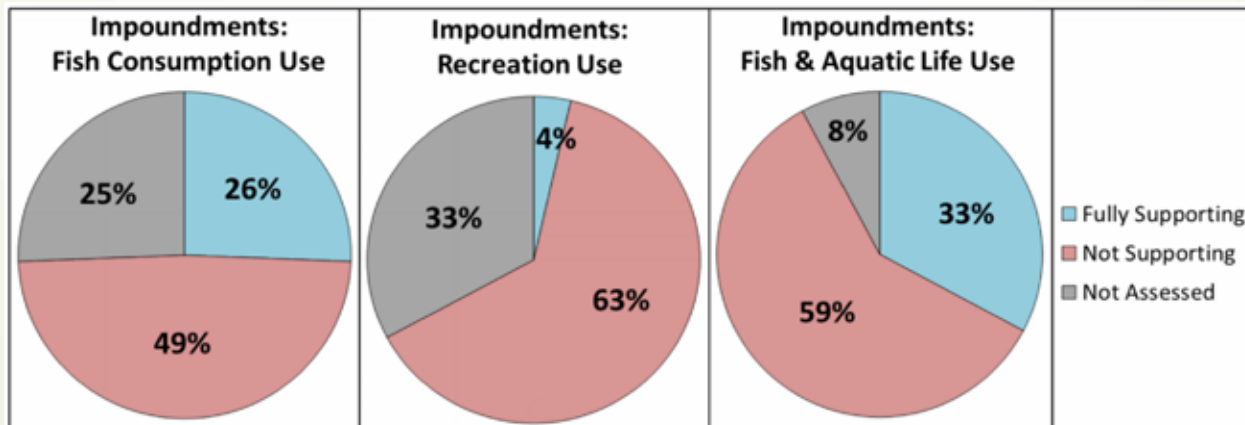 Impoundments:
Fish Consumption Use
25%
26%
49%
Impoundments:
Recreation Use
4%
33%
63%
Impoundments:
Fish & Aquatic Life Use
8%
33%
59%
Fully Supporting
Not Supporting
Not Assessed